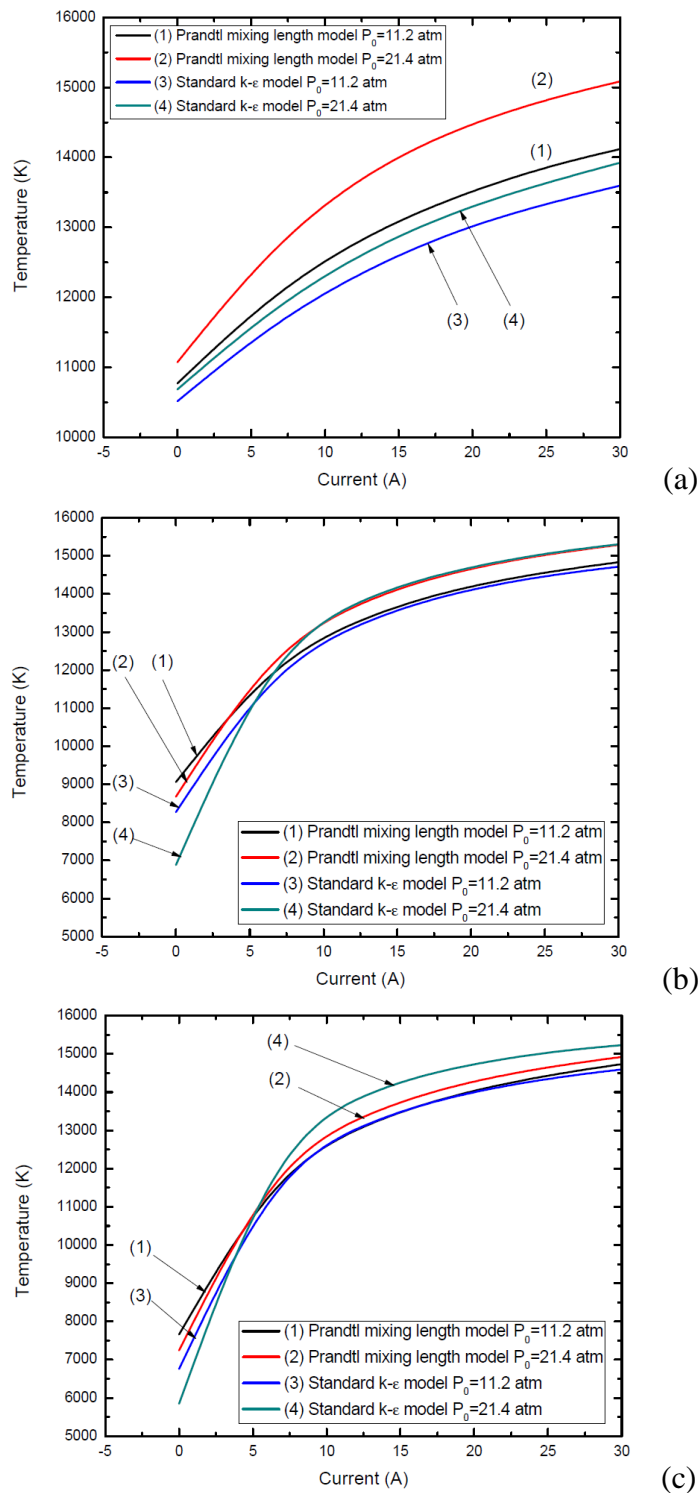 (1) Prandtl mixing length model P0=11.2 atm
(2) Prandtl mixing length model P0=21.4 atm
(3) Standard k-ε model P0=11.2 atm
(4) Standard k-ε model P0=21.4 atm
(2)
(1)
(3)
(4)
Temperature (K)
15000
14000
13000
12000
11000
10000
-5 0 5 10 15 20 25 30
Current (A)
(a)
16000
15000
14000
13000
12000
11000
10000
9000
8000
7000
6000
5000
Temperature (K)
(2)
(1)
(3)
(4)
(1) Prandtl mixing length model P0=11.2 atm
(2) Prandtl mixing length model P0=21.4 atm
(3) Standard k-ε model P0=11.2 atm
(4) Standard k-ε model P0=21.4 atm
-5 0 5 10 15 20 25 30
Current (A)
(b)
16000
15000
14000
13000
12000
11000
10000
9000
8000
7000
6000
5000
Temperature (K)
(4)
(2)
(1)
(3)
(1) Prandtl mixing length model P0=11.2 atm
(2) Prandtl mixing length model P0=21.4 atm
(3) Standard k-ε model P0=11.2 atm
(4) Standard k-ε model P0=21.4 atm
-5 0 5 10 15 20 25 30
Current (A)
(c)